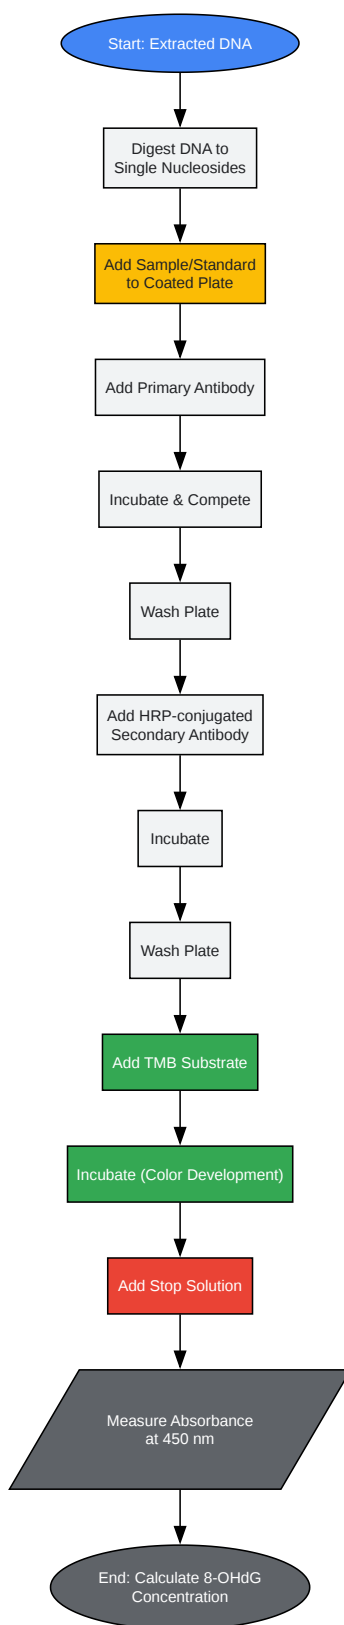 Start: Extracted DNA
Digest DNA to
Single Nucleosides
Add Sample/Standard
to Coated Plate
Add Primary Antibody
Incubate & Compete
Wash Plate
Add HRP-conjugated
Secondary Antibody
Incubate
Wash Plate
Add TMB Substrate
Incubate (Color Development)
Add Stop Solution
Measure Absorbance
at 450 nm
End: Calculate 8-OHdG
Concentration